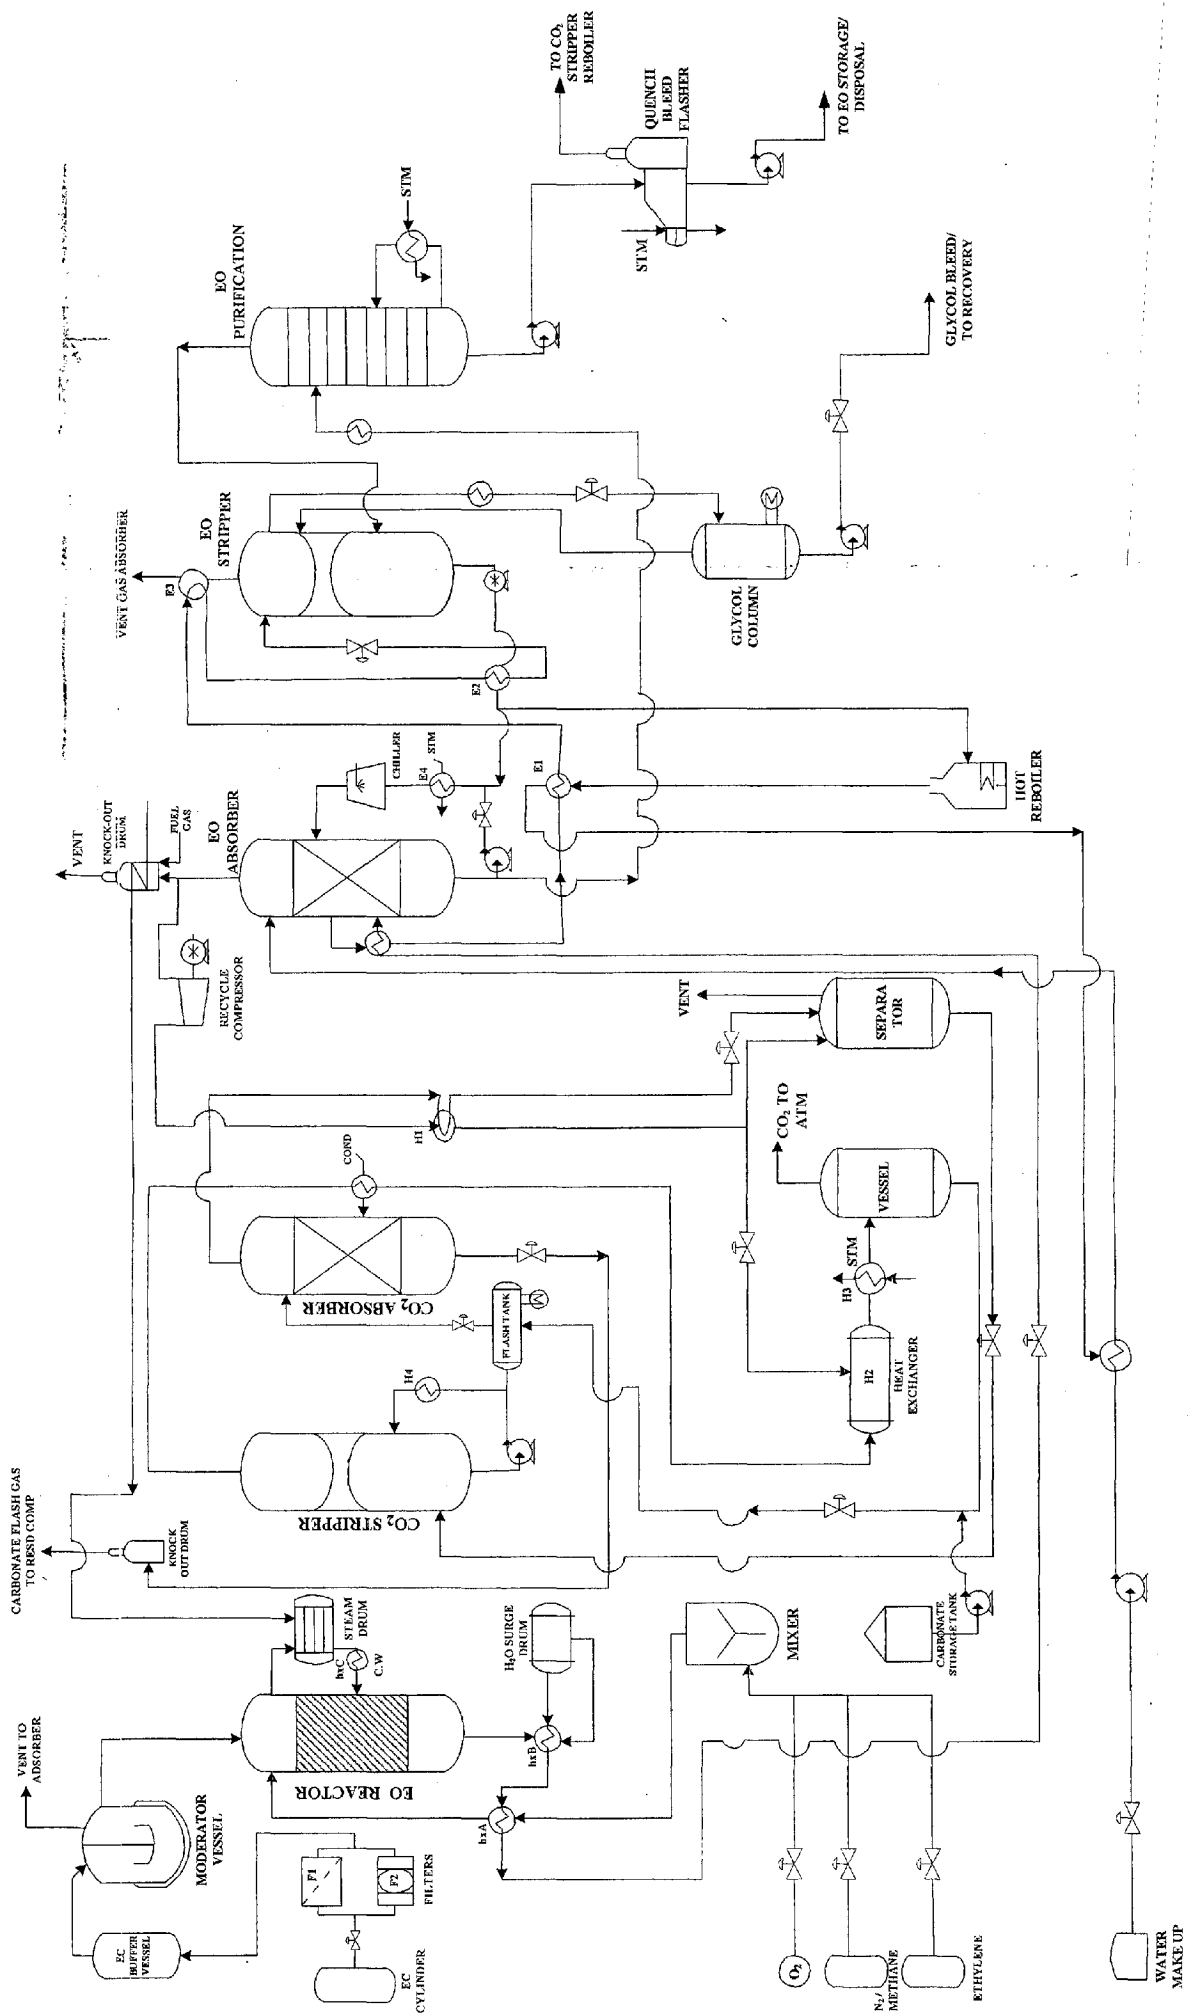 VENT TO
ADSORBER
MODERATOR
VESSEL
EC
BUFFER
VESSEL
EC
CYLINDER
F1
F2
FILTERS
CARBONATE FLASH GAS
TO RESD COMP
KNOCK
OUT DRUM
STEAM
DRUM
hxC
C.W
EO REACTOR
hxB
hxA
H₂O SURGE
DRUM
MIXER
O₂
N₂/
METHANE
ETHYLENE
WATER
MAKE UP
CARBONATE
STORAGE TANK
CO₂ STRIPPER
H4
FLASH TANK
M
CO₂ ABSORBER
COND
H1
H2
HEAT
EXCHANGER
H3
STM
VESSEL
CO₂ TO
ATM
SEPARA
TOR
VENT
RECYCLE
COMPRESSOR
VENT
KNOCK-OUT
DRUM
FUEL
GAS
EO
ABSORBER
CHILLER
E4
STM
E1
HOT
REBOILER
VENT GAS ABSORBER
E3
EO
STRIPPER
E2
GLYCOL
COLUMN
M
GLYCOL BLEED/
TO RECOVERY
EO
PURIFICATION
STM
TO CO₂
STRIPPER
REBOILER
QUENCH
BLEED
FLASHER
STM
TO EO STORAGE/
DISPOSAL